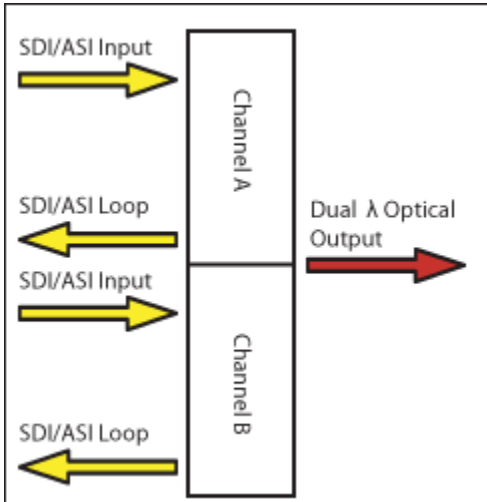 SDI/ASI Input
Channel A
SDI/ASI Loop
Dual λ Optical
Output
SDI/ASI Input
Channel B
SDI/ASI Loop